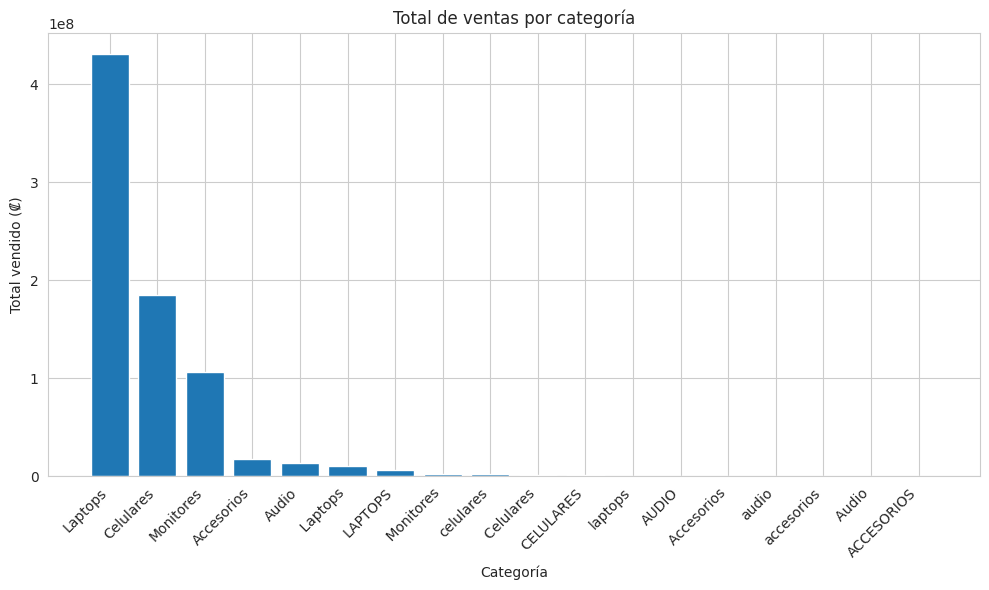 Total de ventas por categoría
1e8
4
3
2
1
0
Total vendido (₡)
Laptops
Celulares
Monitores
Accesorios
Audio
Laptops
LAPTOPS
Monitores
celulares
Celulares
CELULARES
laptops
AUDIO
Accesorios
audio
accesorios
Audio
ACCESORIOS
Categoría